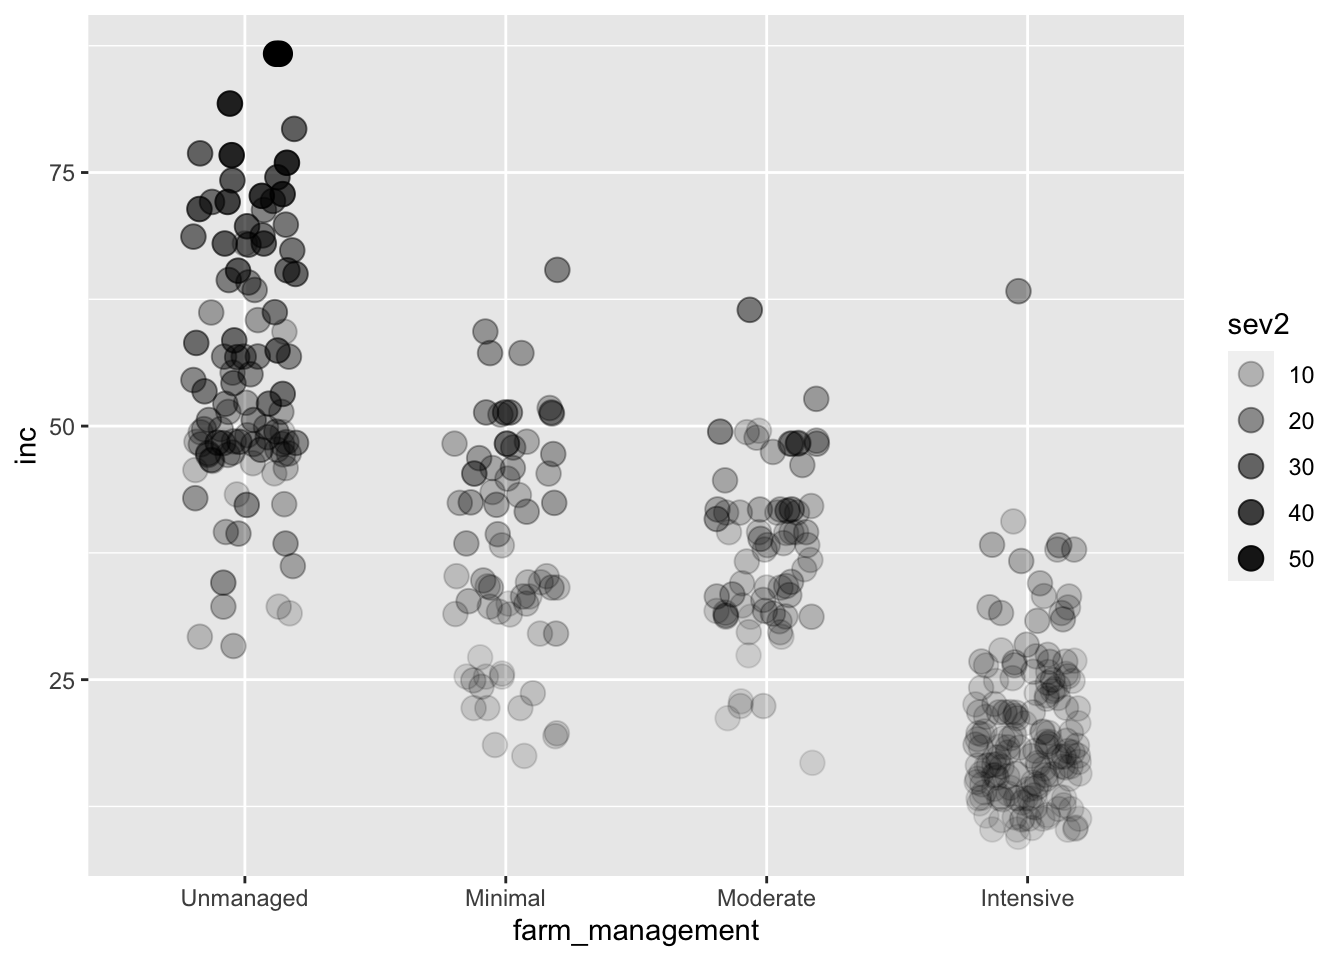 75
50
25
inc
Unmanaged
Minimal
Moderate
Intensive
farm_management
sev2
10
20
30
40
50